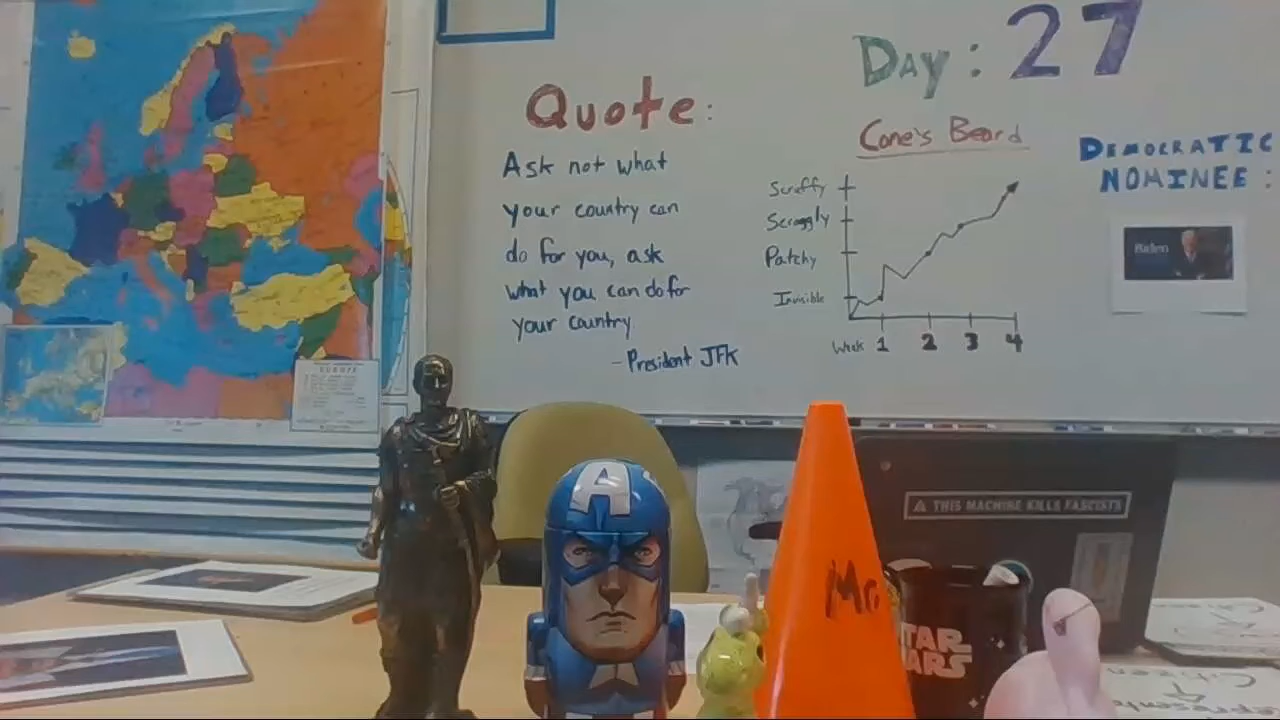 Day: 27
Quote:
Ask not what
your country can
do for you, ask
what you can do for
your country
- President JFK
Cone's Beard
Scruffy
Scraggly
Patchy
Invisible
Week 1 2 3 4
DEMOCRATIC
NOMINEE:
Biden
EUROPE
A
THIS MACHINE KILLS FASCISTS
Mr.
STAR
WARS
Citizen